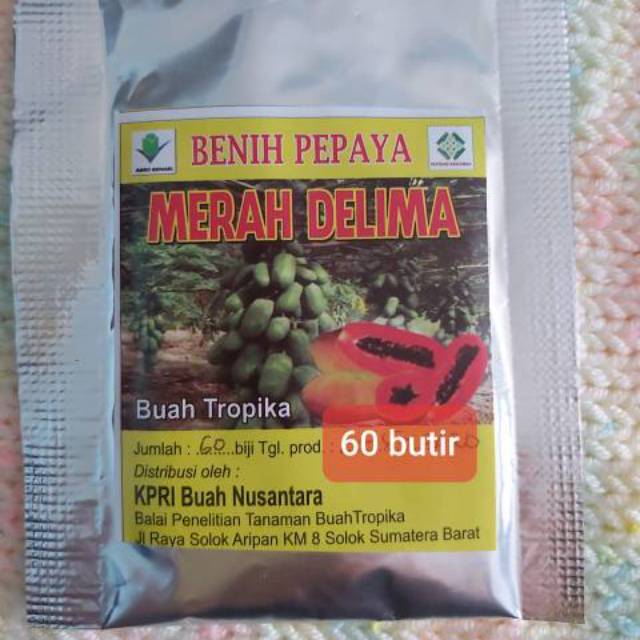 BENIH PEPAYA
MERAH DELIMA
Buah Tropika
Jumlah : .60.....biji Tgl. prod. :
60 butir
Distribusi oleh :
KPRI Buah Nusantara
Balai Penelitian Tanaman BuahTropika
Jl Raya Solok Aripan KM 8 Solok Sumatera Barat